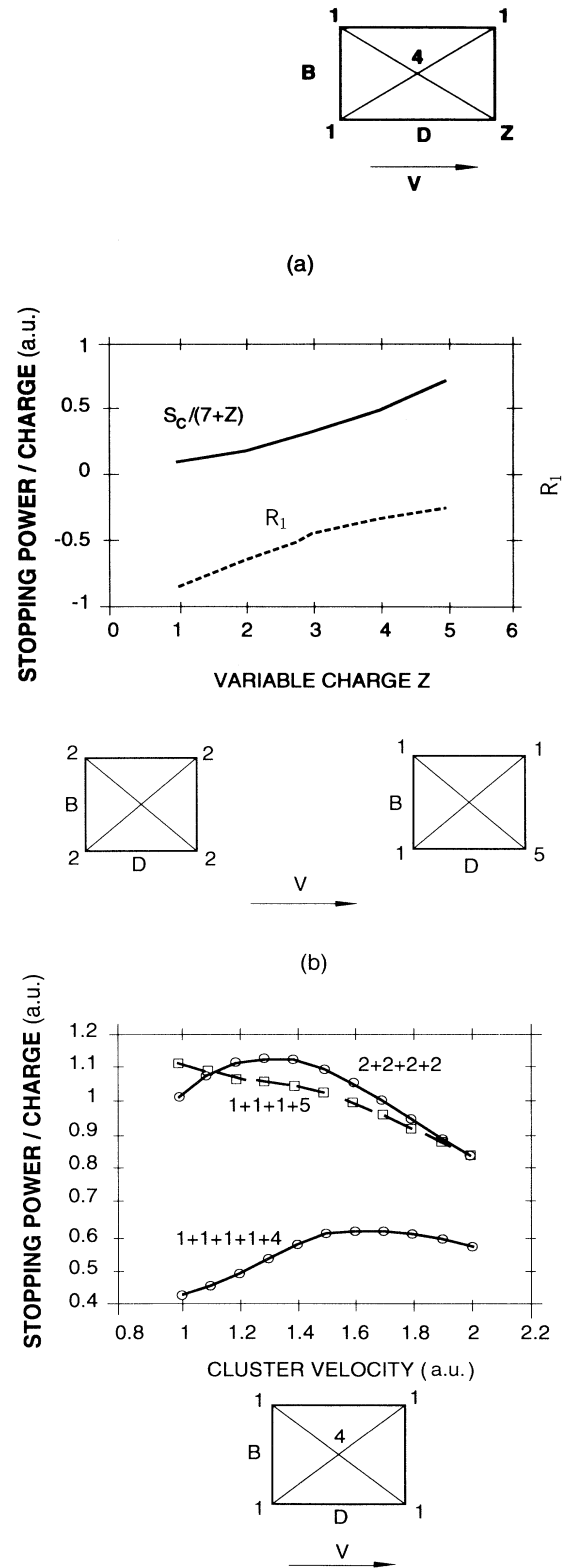 1 1
4
B
1 D Z
V
(a)
STOPPING POWER / CHARGE (a.u.)
1
0.5
0
-0.5
-1
S_C/(7+Z)
R_1
R_1
0 1 2 3 4 5 6
VARIABLE CHARGE Z
2 2
B
2 D 2
1 1
B
1 D 5
V
(b)
STOPPING POWER / CHARGE (a.u.)
1.2
1.1
1
0.9
0.8
0.7
0.6
0.5
0.4
2+2+2+2
1+1+1+5
1+1+1+1+4
0.8 1 1.2 1.4 1.6 1.8 2 2.2
CLUSTER VELOCITY (a.u.)
1 1
4
B
1 D 1
V